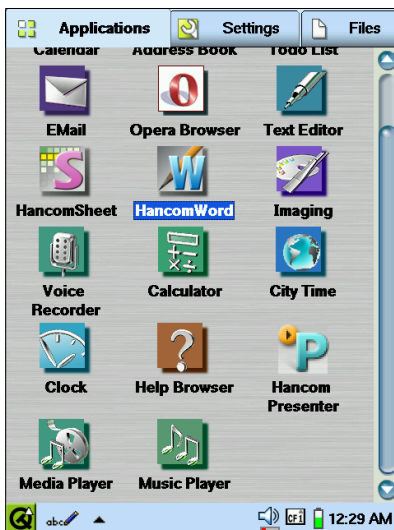 Applications Settings Files
Calendar Address Book Todo List
EMail Opera Browser Text Editor
HancomSheet HancomWord Imaging
Voice Recorder Calculator City Time
Clock Help Browser Hancom Presenter
Media Player Music Player
abc CFi 12:29 AM